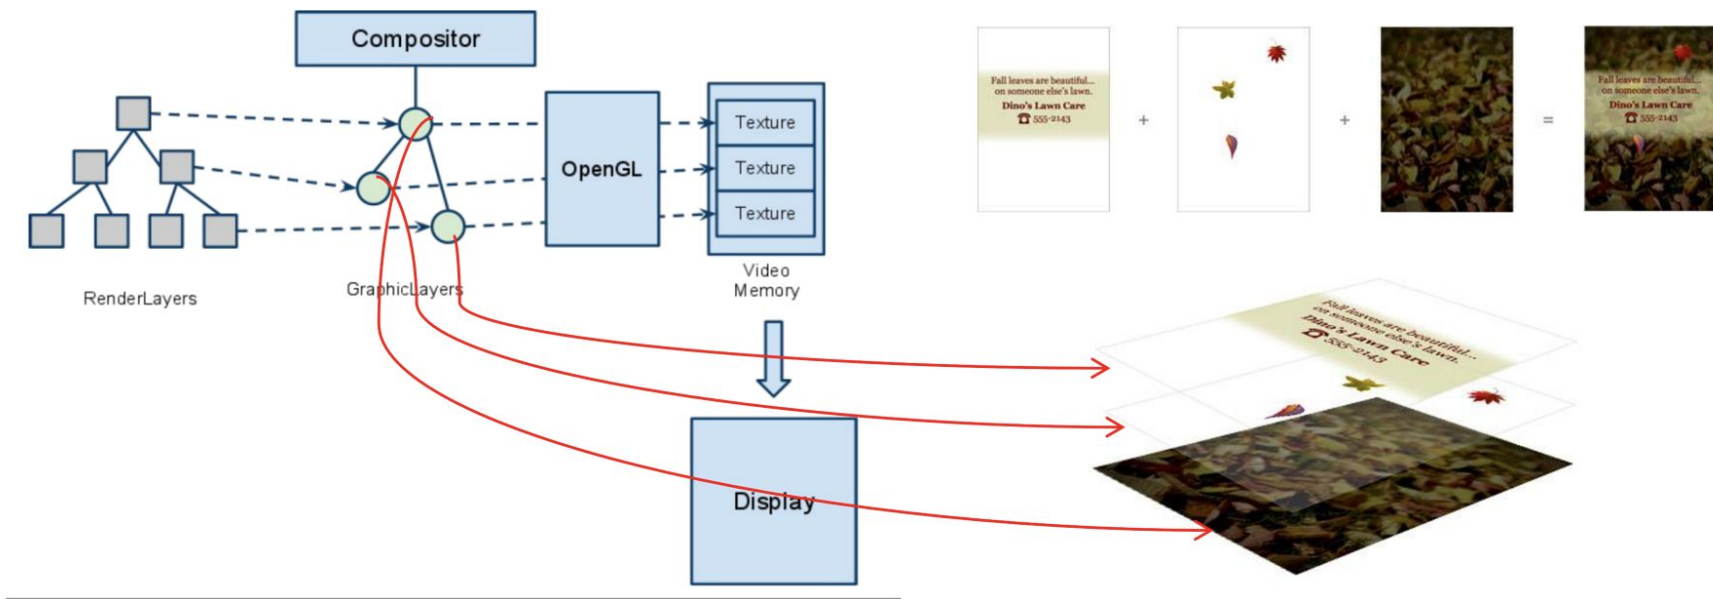 Compositor
OpenGL
Texture
Texture
Texture
RenderLayers
GraphicLayers
Video
Memory
Display
Fall leaves are beautiful...
on someone else's lawn.
Dino's Lawn Care
☎ 555-2143
+
+
=
Fall leaves are beautiful...
on someone else's lawn.
Dino's Lawn Care
☎ 555-2143
Fall leaves are beautiful...
on someone else's lawn.
Dino's Lawn Care
☎ 555-2143